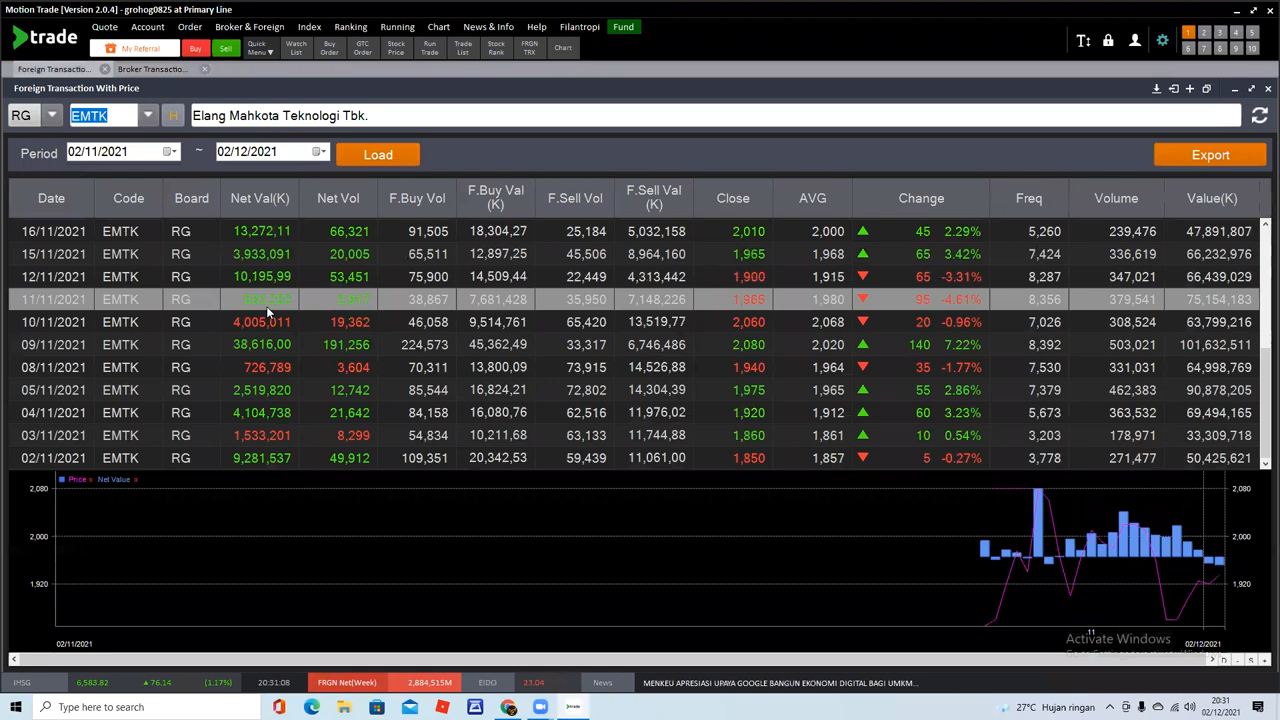 Motion Trade [Version 2.0.4] - grohog0825 at Primary Line
trade
Quote Account Order Broker & Foreign Index Ranking Running Chart News & Info Help Filantropi Fund
My Referral Buy Sell Quick Menu Watch List Buy Order GTC Order Stock Price Run Trade Trade List Stock Rank FRGN TRX Chart
1 2 3 4 5
6 7 8 9 10
Foreign Transaction... Broker Transactio...
Foreign Transaction With Price
RG EMTK H Elang Mahkota Teknologi Tbk.
Period 02/11/2021 ~ 02/12/2021 Load Export
Date Code Board Net Val(K) Net Vol F.Buy Vol F.Buy Val (K) F.Sell Vol F.Sell Val (K) Close AVG Change Freq Volume Value(K)
16/11/2021 EMTK RG 13,272,11 66,321 91,505 18,304,27 25,184 5,032,158 2,010 2,000 45 2.29% 5,260 239,476 47,891,807
15/11/2021 EMTK RG 3,933,091 20,005 65,511 12,897,25 45,506 8,964,160 1,965 1,968 65 3.42% 7,424 336,619 66,232,976
12/11/2021 EMTK RG 10,195,99 53,451 75,900 14,509,44 22,449 4,313,442 1,900 1,915 65 -3.31% 8,287 347,021 66,439,029
11/11/2021 EMTK RG 38,867 7,681,428 35,950 7,148,226 1,965 1,980 95 -4.61% 8,356 379,541 75,154,183
10/11/2021 EMTK RG 4,005,011 19,362 46,058 9,514,761 65,420 13,519,77 2,060 2,068 20 -0.96% 7,026 308,524 63,799,216
09/11/2021 EMTK RG 38,616,00 191,256 224,573 45,362,49 33,317 6,746,486 2,080 2,020 140 7.22% 8,392 503,021 101,632,511
08/11/2021 EMTK RG 726,789 3,604 70,311 13,800,09 73,915 14,526,88 1,940 1,964 35 -1.77% 7,530 331,031 64,998,769
05/11/2021 EMTK RG 2,519,820 12,742 85,544 16,824,21 72,802 14,304,39 1,975 1,965 55 2.86% 7,379 462,383 90,878,205
04/11/2021 EMTK RG 4,104,738 21,642 84,158 16,080,76 62,516 11,976,02 1,920 1,912 60 3.23% 5,673 363,532 69,494,165
03/11/2021 EMTK RG 1,533,201 8,299 54,834 10,211,68 63,133 11,744,88 1,860 1,861 10 0.54% 3,203 178,971 33,309,718
02/11/2021 EMTK RG 9,281,537 49,912 109,351 20,342,53 59,439 11,061,00 1,850 1,857 5 -0.27% 3,778 271,477 50,425,621
Price × Net Value ×
2,080 2,080
2,000 2,000
1,920 1,920
11
Activate Windows
02/11/2021 02/12/2021
D
S
IHSG 6,583.82 76.14 (1.17%) 20:31:08 FRGN Net(Week) 2,884,515M EIDO 23.04 News MENKEU APRESIASI UPAYA GOOGLE BANGUN EKONOMI DIGITAL BAGI UMKM...
Type here to search 27°C Hujan ringan 20:31
02/12/2021